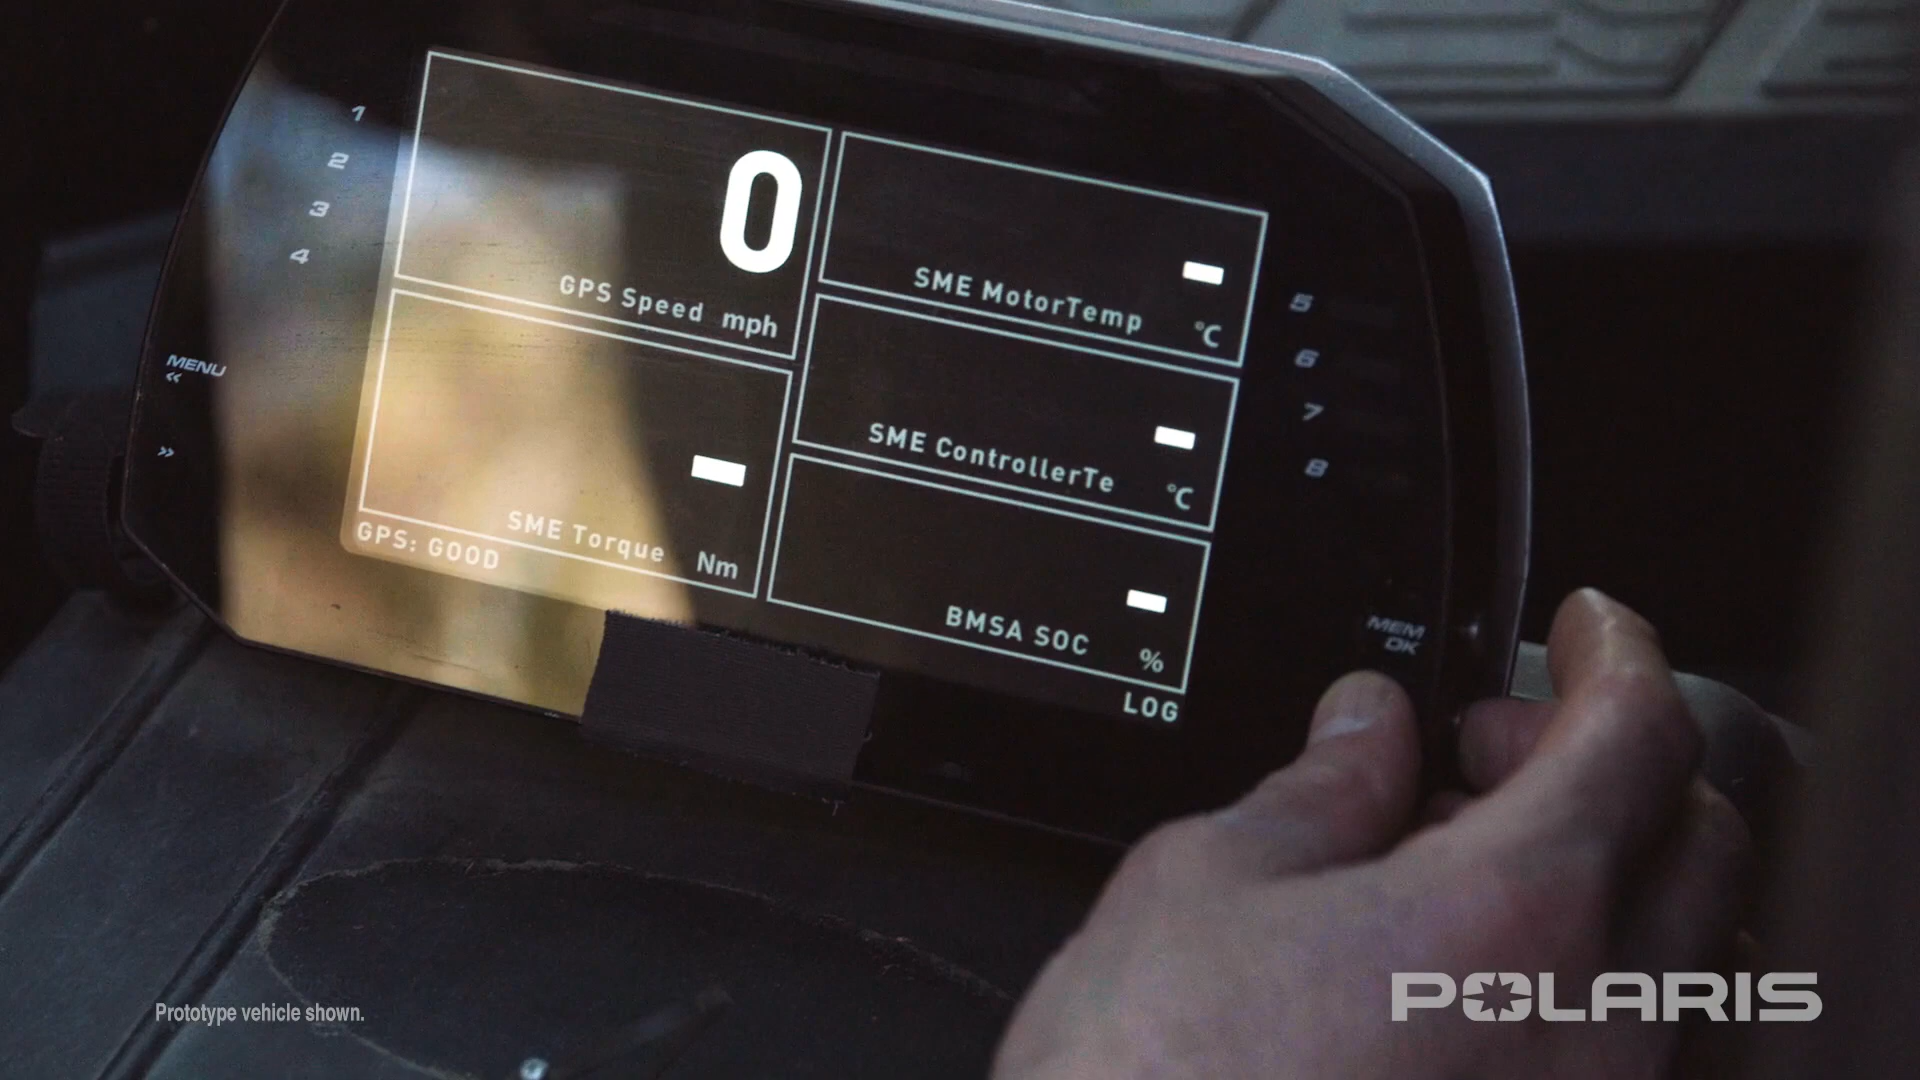 1
2
3
4
MENU
<<
>>
0
GPS Speed mph
-
SME Torque Nm
GPS: GOOD
-
SME MotorTemp °C
-
SME ControllerTe °C
-
BMSA SOC %
LOG
5
6
7
8
MEM
OK
Prototype vehicle shown.
POLARIS